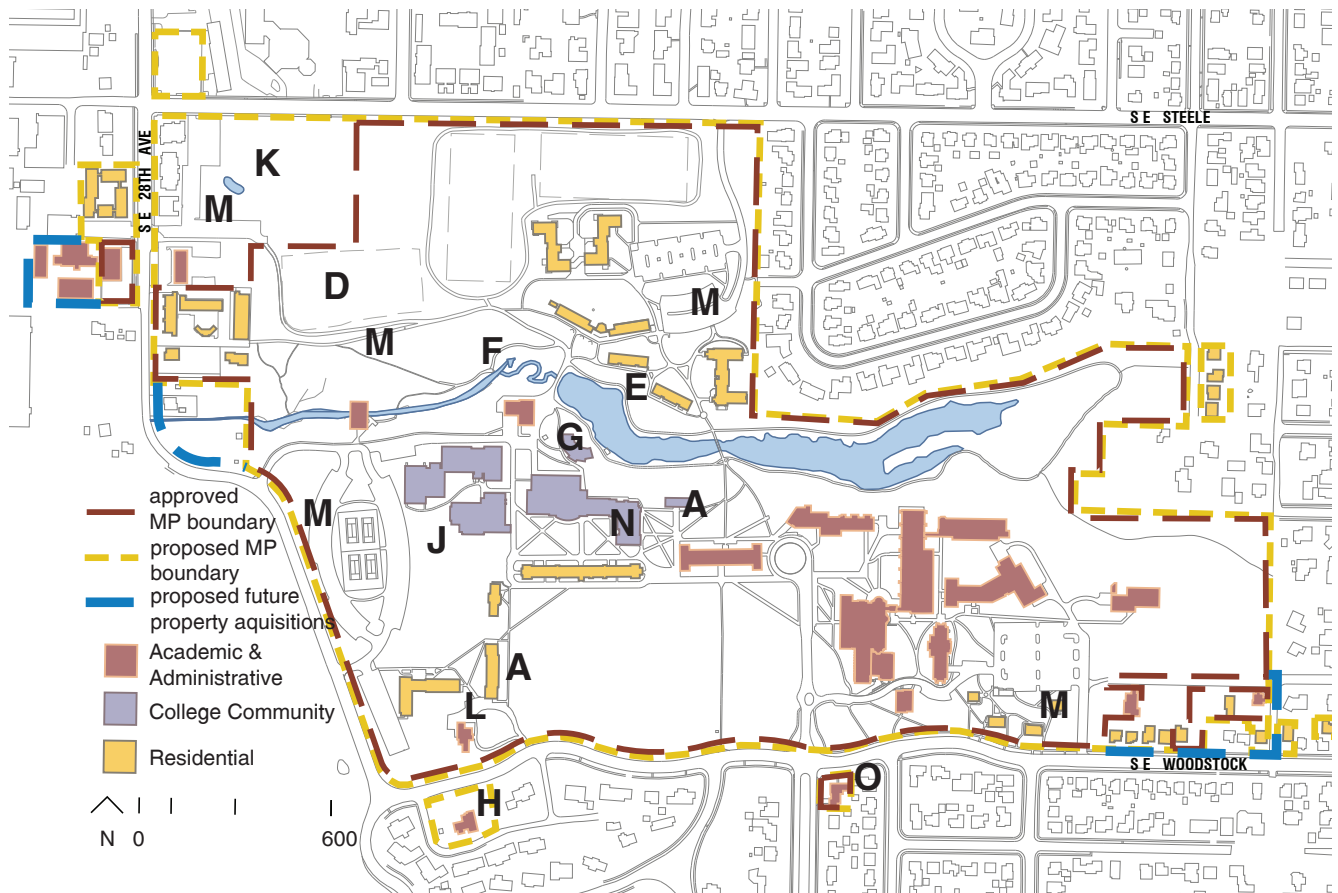 S E STEELE
S E 28TH AVE
K
M
D
M
M
F
E
G
A
N
J
M
approved
MP boundary
proposed MP
boundary
proposed future
property aquisitions
Academic &
Administrative
College Community
Residential
A
L
M
S E WOODSTOCK
O
H
N 0 600